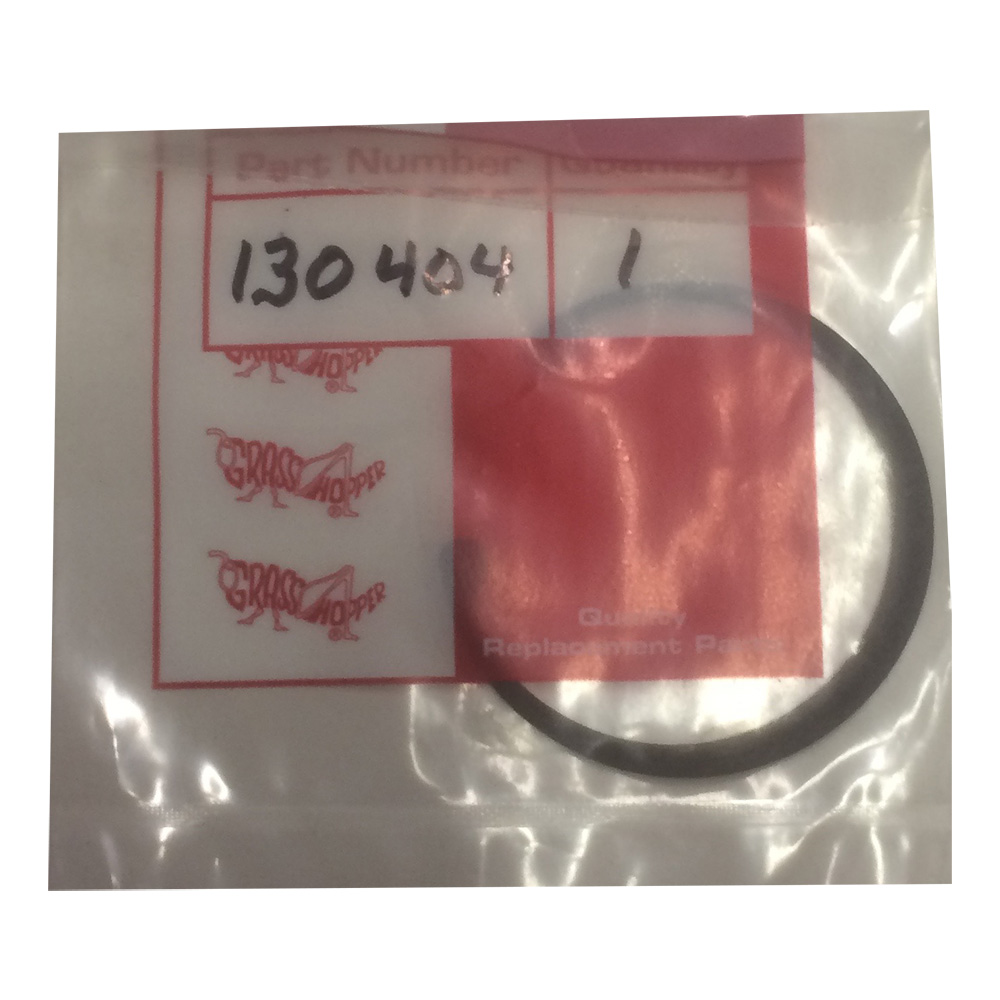 Part Number Quantity
130404 1
GRASSHOPPER®
GRASSHOPPER®
GRASSHOPPER®
Quality
Replacement Parts